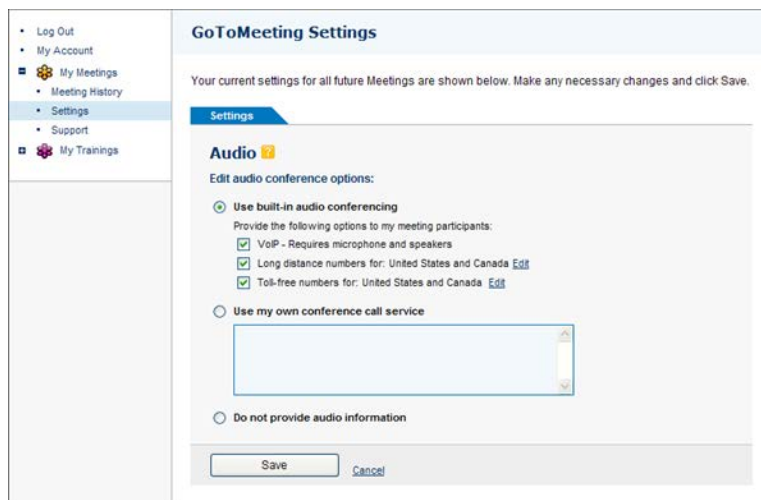 Log Out
My Account
My Meetings
Meeting History
Settings
Support
My Trainings
GoToMeeting Settings
Your current settings for all future Meetings are shown below. Make any necessary changes and click Save.
Settings
Audio ?
Edit audio conference options:
Use built-in audio conferencing
Provide the following options to my meeting participants:
VoIP - Requires microphone and speakers
Long distance numbers for: United States and Canada Edit
Toll-free numbers for: United States and Canada Edit
Use my own conference call service
Do not provide audio information
Save Cancel